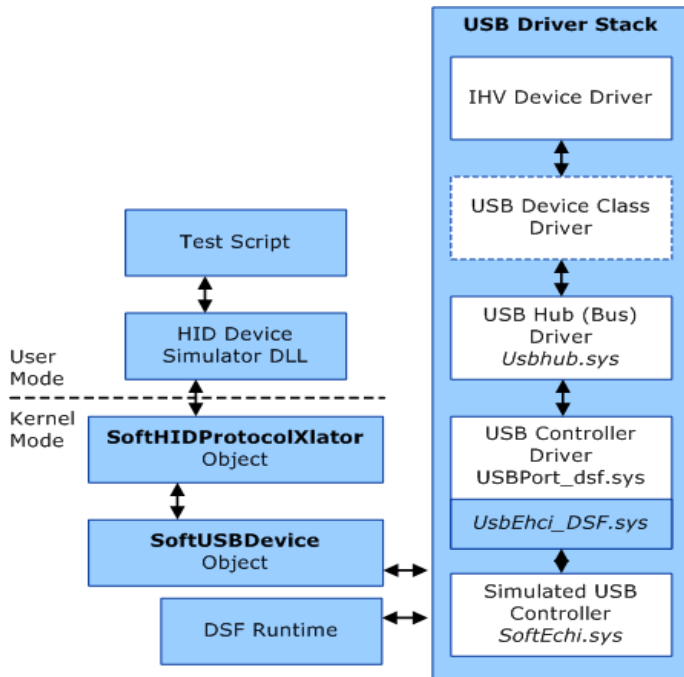 USB Driver Stack
IHV Device Driver
USB Device Class
Driver
USB Hub (Bus)
Driver
Usbhub.sys
USB Controller
Driver
USBPort_dsf.sys
UsbEhci_DSF.sys
Simulated USB
Controller
SoftEchi.sys
Test Script
HID Device
Simulator DLL
User
Mode
Kernel
Mode
SoftHIDProtocolXlator
Object
SoftUSBDevice
Object
DSF Runtime